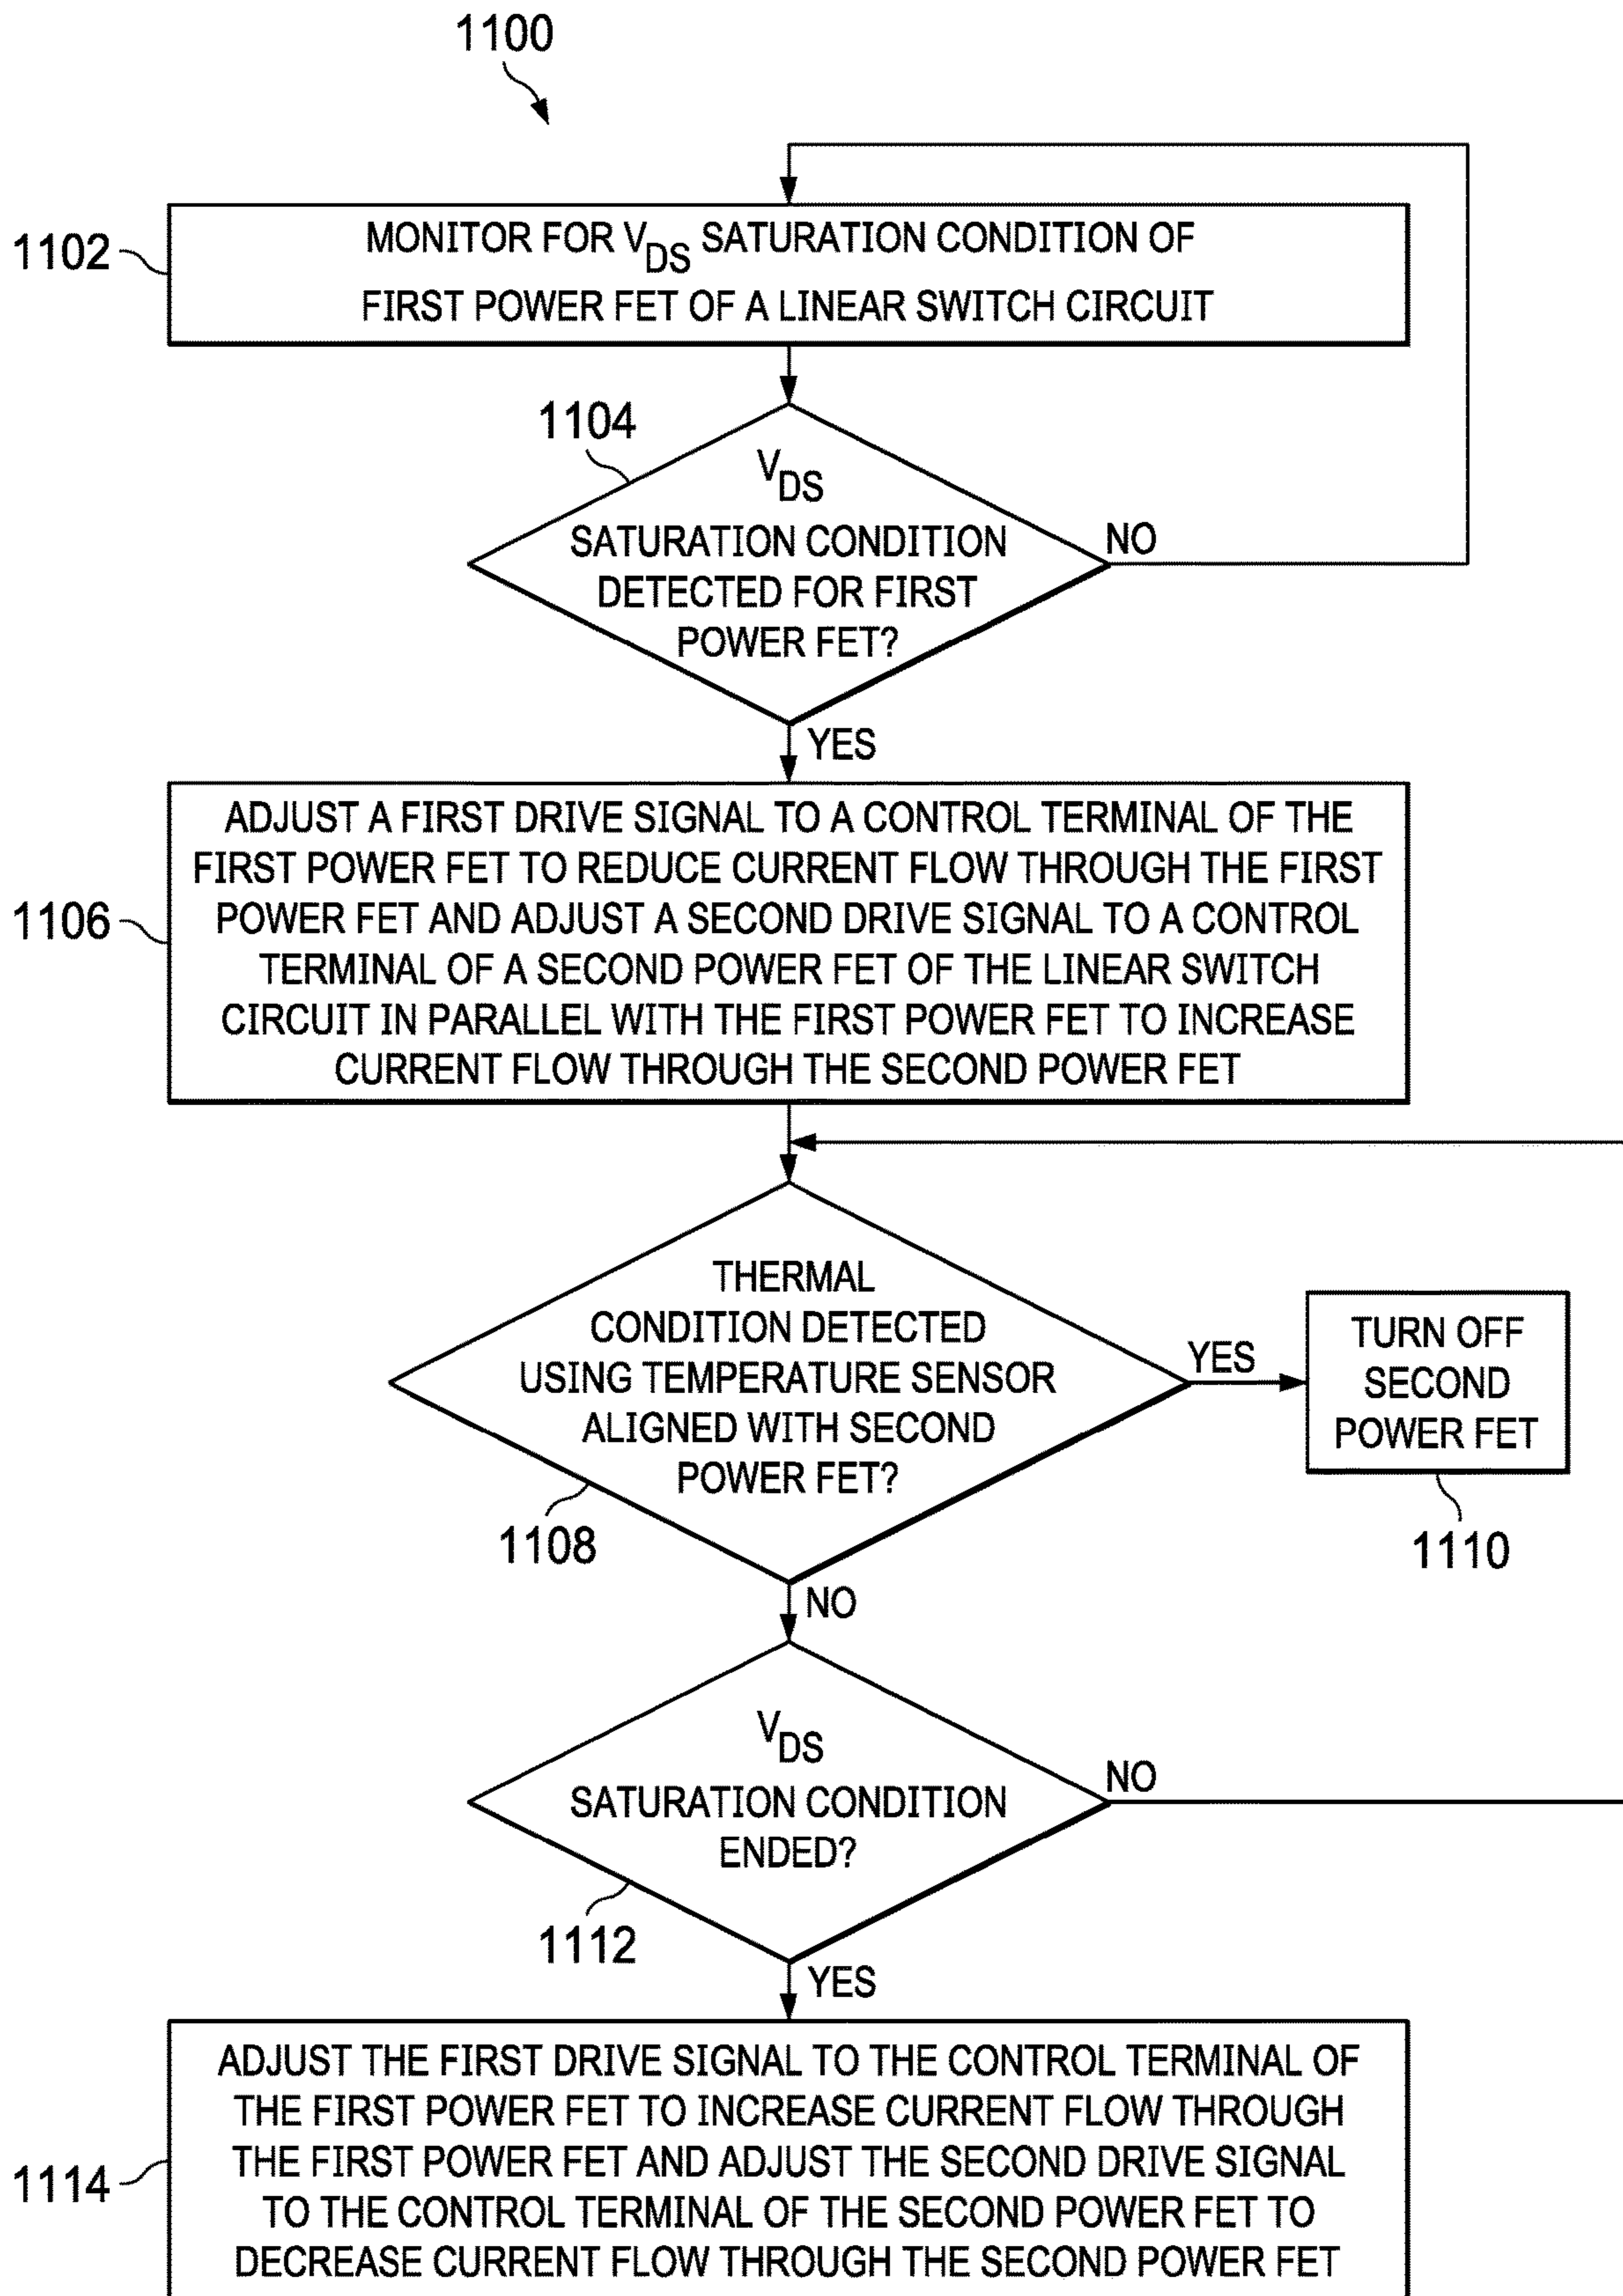 1100
1102
MONITOR FOR VDS SATURATION CONDITION OF
FIRST POWER FET OF A LINEAR SWITCH CIRCUIT
1104
VDS
SATURATION CONDITION
DETECTED FOR FIRST
POWER FET?
NO
YES
1106
ADJUST A FIRST DRIVE SIGNAL TO A CONTROL TERMINAL OF THE
FIRST POWER FET TO REDUCE CURRENT FLOW THROUGH THE FIRST
POWER FET AND ADJUST A SECOND DRIVE SIGNAL TO A CONTROL
TERMINAL OF A SECOND POWER FET OF THE LINEAR SWITCH
CIRCUIT IN PARALLEL WITH THE FIRST POWER FET TO INCREASE
CURRENT FLOW THROUGH THE SECOND POWER FET
THERMAL
CONDITION DETECTED
USING TEMPERATURE SENSOR
ALIGNED WITH SECOND
POWER FET?
1108
YES
TURN OFF
SECOND
POWER FET
1110
NO
VDS
SATURATION CONDITION
ENDED?
1112
NO
YES
1114
ADJUST THE FIRST DRIVE SIGNAL TO THE CONTROL TERMINAL OF
THE FIRST POWER FET TO INCREASE CURRENT FLOW THROUGH
THE FIRST POWER FET AND ADJUST THE SECOND DRIVE SIGNAL
TO THE CONTROL TERMINAL OF THE SECOND POWER FET TO
DECREASE CURRENT FLOW THROUGH THE SECOND POWER FET